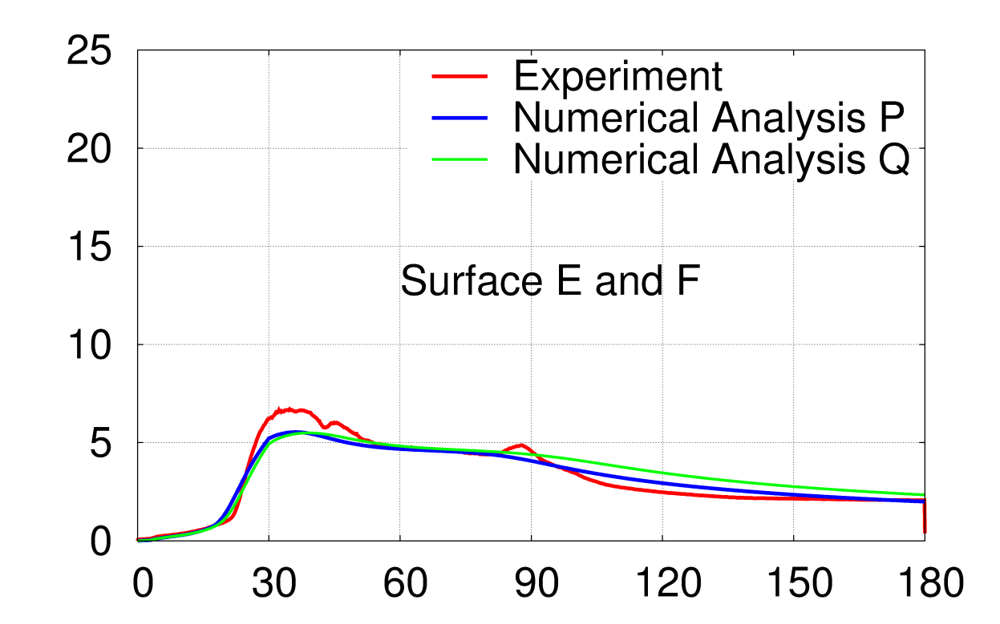 25
Experiment
Numerical Analysis P
20
Numerical Analysis Q
15
Surface E and F
10
5
0
0 30 60 90 120 150 180